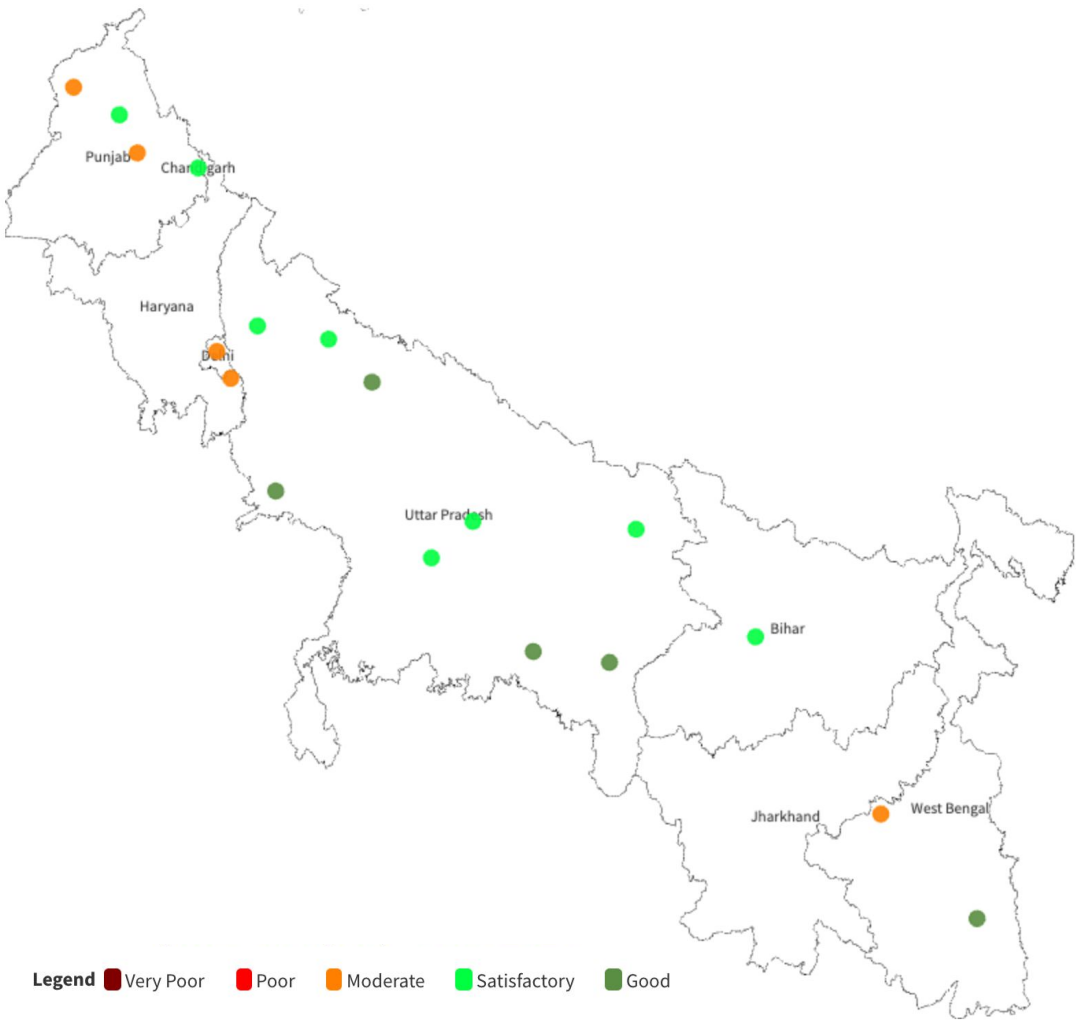 Punjab
Chandigarh
Haryana
Delhi
Uttar Pradesh
Bihar
Jharkhand
West Bengal
Legend Very Poor Poor Moderate Satisfactory Good